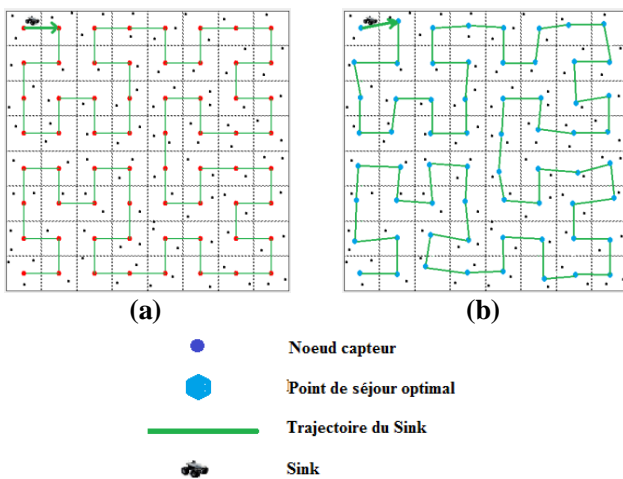 (a) (b)
Noeud capteur
Point de séjour optimal
Trajectoire du Sink
Sink